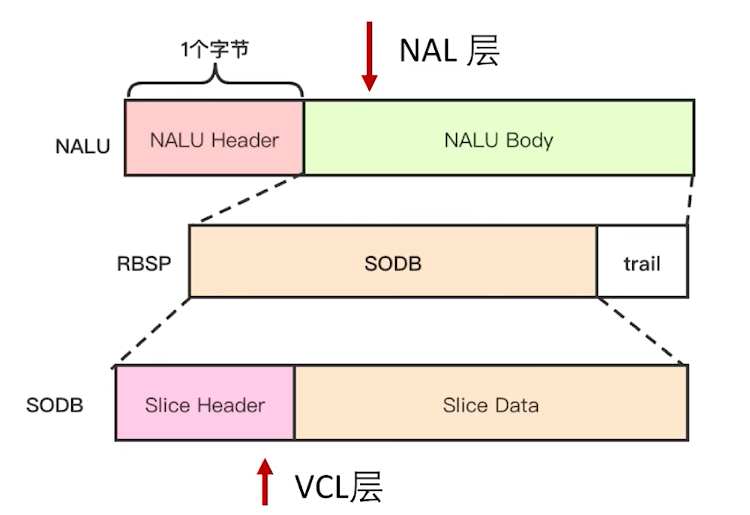 1个字节
NAL 层
NALU
NALU Header
NALU Body
RBSP
SODB
trail
SODB
Slice Header
Slice Data
VCL层